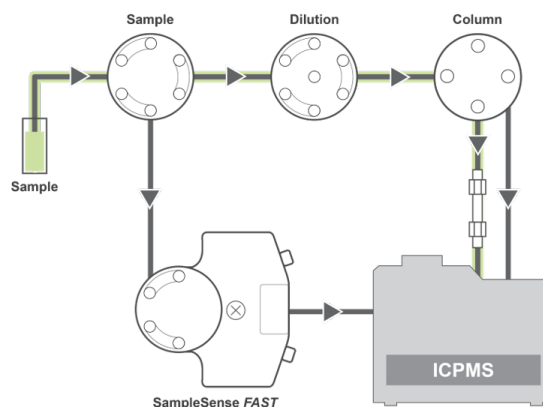 Sample
Dilution
Column
Sample
ICPMS
SampleSense FAST